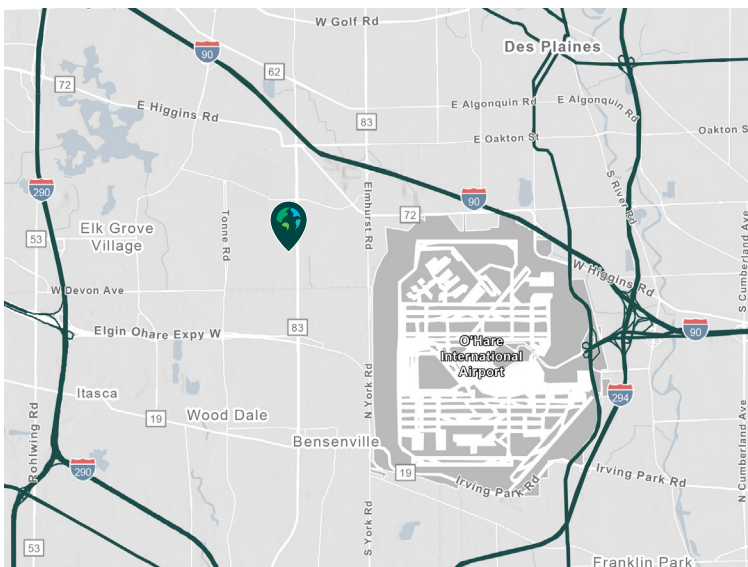 W Golf Rd
Des Plaines
90
62
72
E Higgins Rd
E Algonquin Rd
E Algonquin Rd
83
E Oakton St
Oakton S
290
Elmhurst Rd
S River Rd
90
72
Tonne Rd
Elk Grove
Village
53
S Cumberland Ave
W Higgins Rd
W Devon Ave
83
Elgin Ohare Expy W
90
O'Hare
International
Airport
Itasca
N York Rd
294
Rohlwing Rd
19
Wood Dale
Bensenville
N Cumberland Ave
290
19
Irving Park Rd
Irving Park Rd
S York Rd
53
Franklin Park